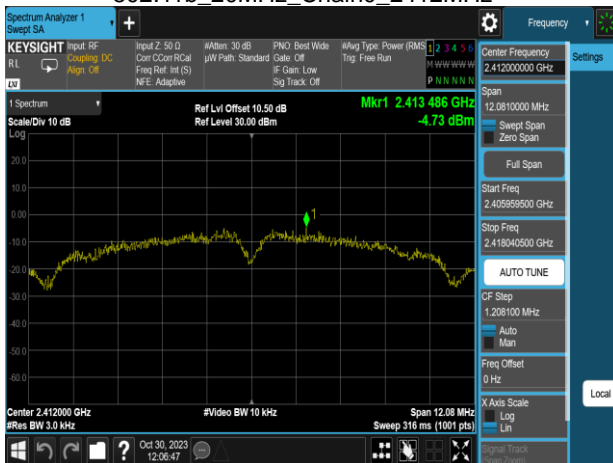 Spectrum Analyzer 1
Swept SA
Frequency
KEYSIGHT
RL
LXI
Input: RF
Coupling: DC
Align: Off
Input Z: 50 Ω
Corr CCorr RCal
Freq Ref: Int (S)
NFE: Adaptive
#Atten: 30 dB
µW Path: Standard
PNO: Best Wide
Gate: Off
IF Gain: Low
Sig Track: Off
#Avg Type: Power (RMS
Trig: Free Run
1 2 3 4 5 6
M W W W W W
P N N N N N
1 Spectrum
Scale/Div 10 dB
Log
Ref Lvl Offset 10.50 dB
Ref Level 30.00 dBm
Mkr1 2.413 486 GHz
-4.73 dBm
1
20.0
10.0
0.00
-10.0
-20.0
-30.0
-40.0
-50.0
-60.0
Center 2.412000 GHz
#Res BW 3.0 kHz
#Video BW 10 kHz
Span 12.08 MHz
Sweep 316 ms (1001 pts)
Oct 30, 2023
12:06:47
Center Frequency
2.412000000 GHz
Span
12.0810000 MHz
Swept Span
Zero Span
Full Span
Start Freq
2.405959500 GHz
Stop Freq
2.418040500 GHz
AUTO TUNE
CF Step
1.208100 MHz
Auto
Man
Freq Offset
0 Hz
X Axis Scale
Log
Lin
Signal Track
(Span Zoom)
Settings
Local